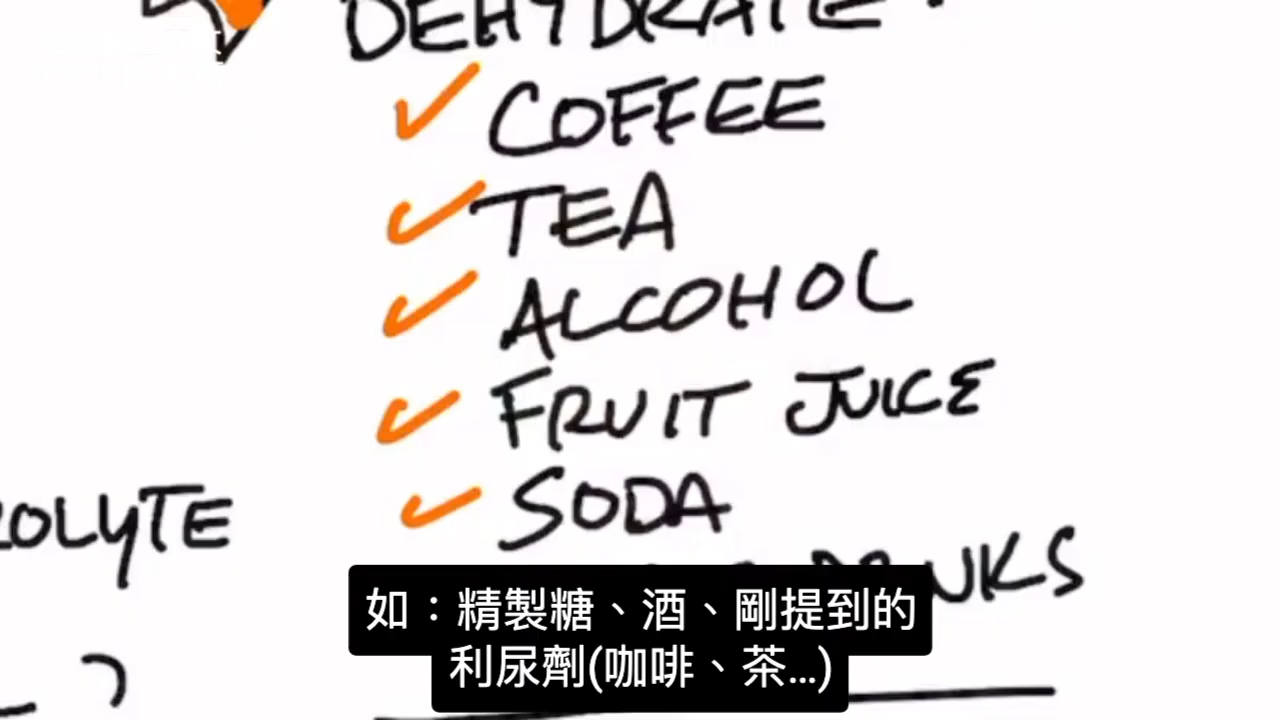 DEHYDRATE?
COFFEE
TEA
ALCOHOL
FRUIT JUICE
SODA
如：精製糖、酒、剛提到的
利尿劑(咖啡、茶...)